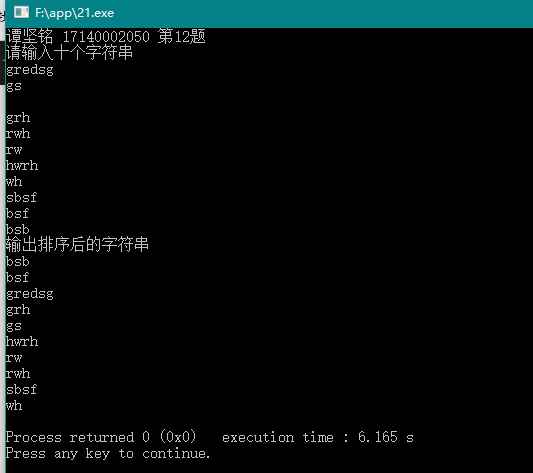 F:\app\21.exe
谭坚铭 17140002050 第12题
请输入十个字符串
gredsg
gs
grh
rwh
rw
hwrh
wh
sbsf
bsf
bsb
输出排序后的字符串
bsb
bsf
gredsg
grh
gs
hwrh
rw
rwh
sbsf
wh
Process returned 0 (0x0)   execution time : 6.165 s
Press any key to continue.